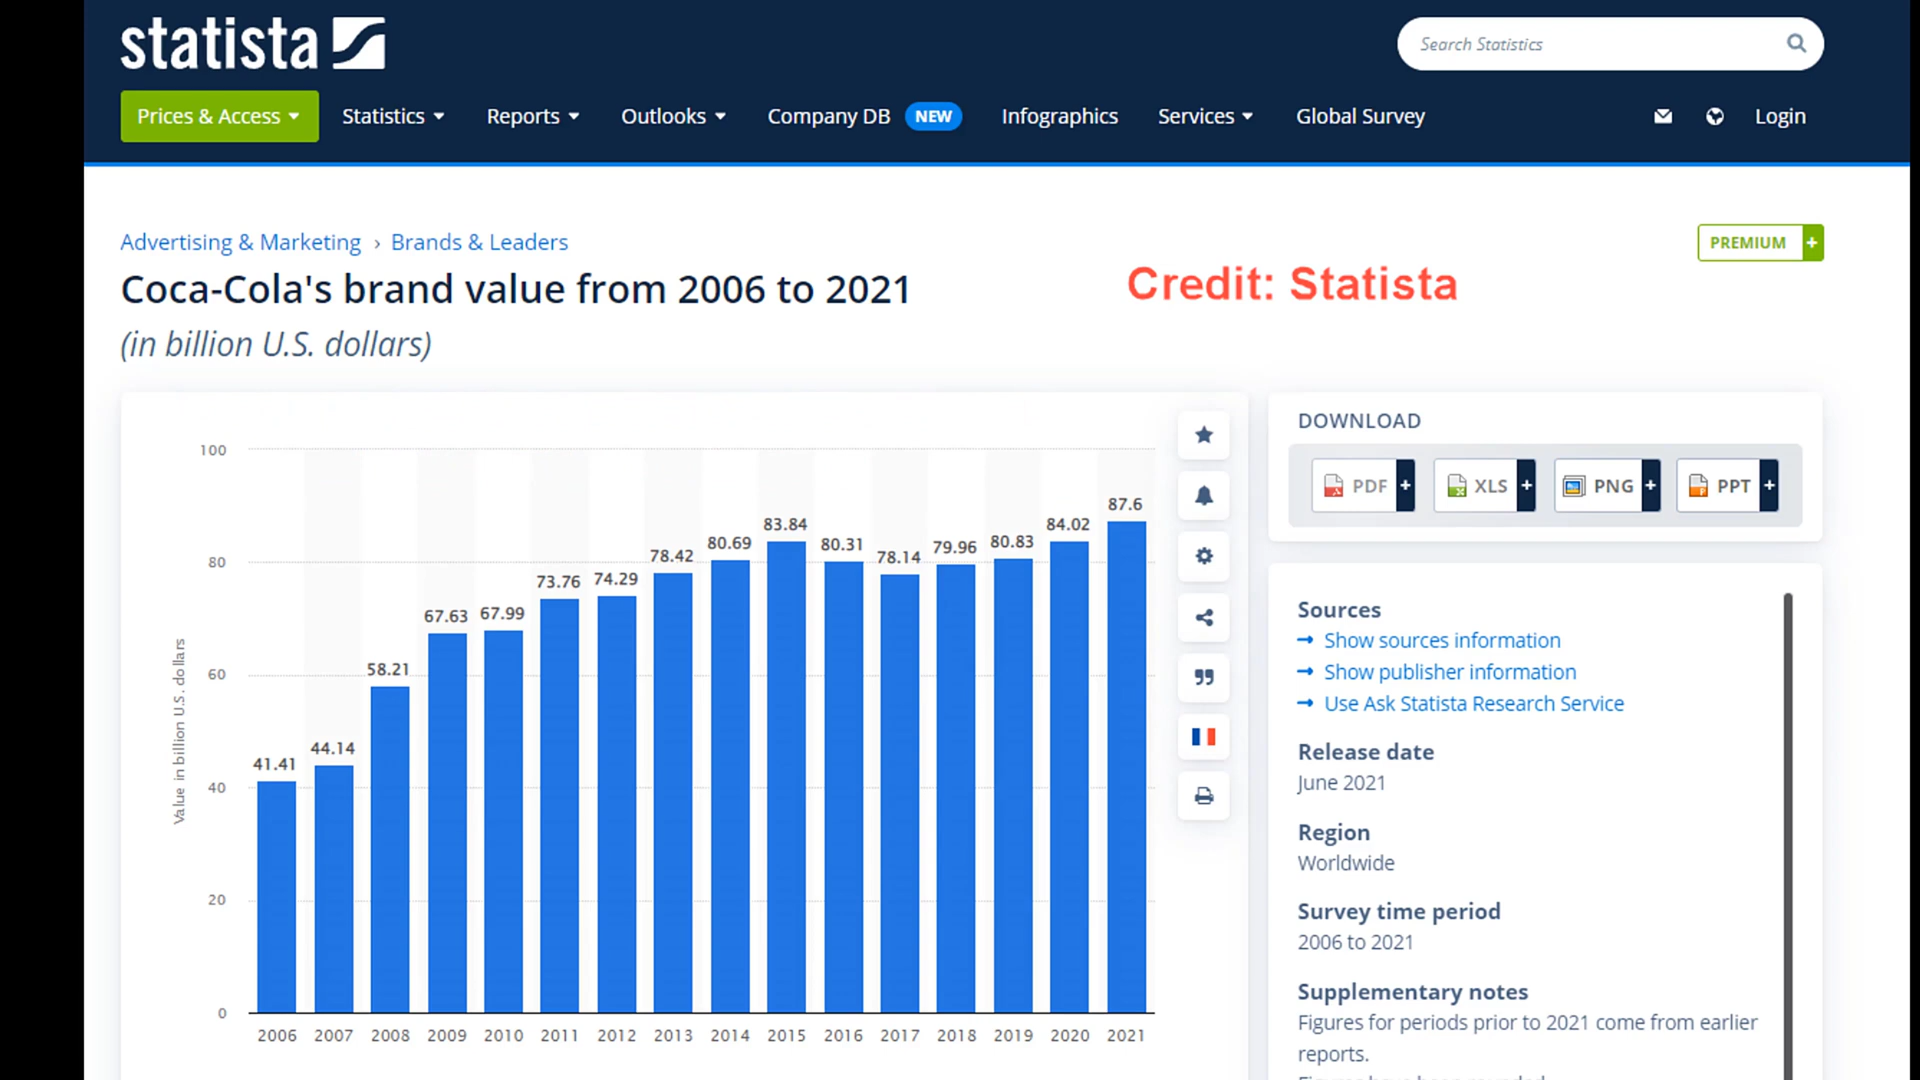 statista
Search Statistics
Prices & Access Statistics Reports Outlooks Company DB NEW Infographics Services Global Survey Login
Advertising & Marketing › Brands & Leaders
PREMIUM +
Coca-Cola's brand value from 2006 to 2021
Credit: Statista
(in billion U.S. dollars)
DOWNLOAD
PDF + XLS + PNG + PPT +
Value in billion U.S. dollars
100
80
60
40
20
0
41.41
44.14
58.21
67.63
67.99
73.76
74.29
78.42
80.69
83.84
80.31
78.14
79.96
80.83
84.02
87.6
2006 2007 2008 2009 2010 2011 2012 2013 2014 2015 2016 2017 2018 2019 2020 2021
Sources
→ Show sources information
→ Show publisher information
→ Use Ask Statista Research Service
Release date
June 2021
Region
Worldwide
Survey time period
2006 to 2021
Supplementary notes
Figures for periods prior to 2021 come from earlier
reports.